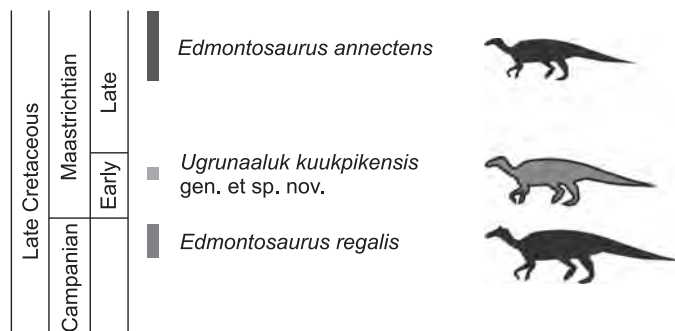 Late Cretaceous
Maastrichtian
Campanian
Late
Early
Edmontosaurus annectens
Ugrunaaluk kuukpikensis
gen. et sp. nov.
Edmontosaurus regalis